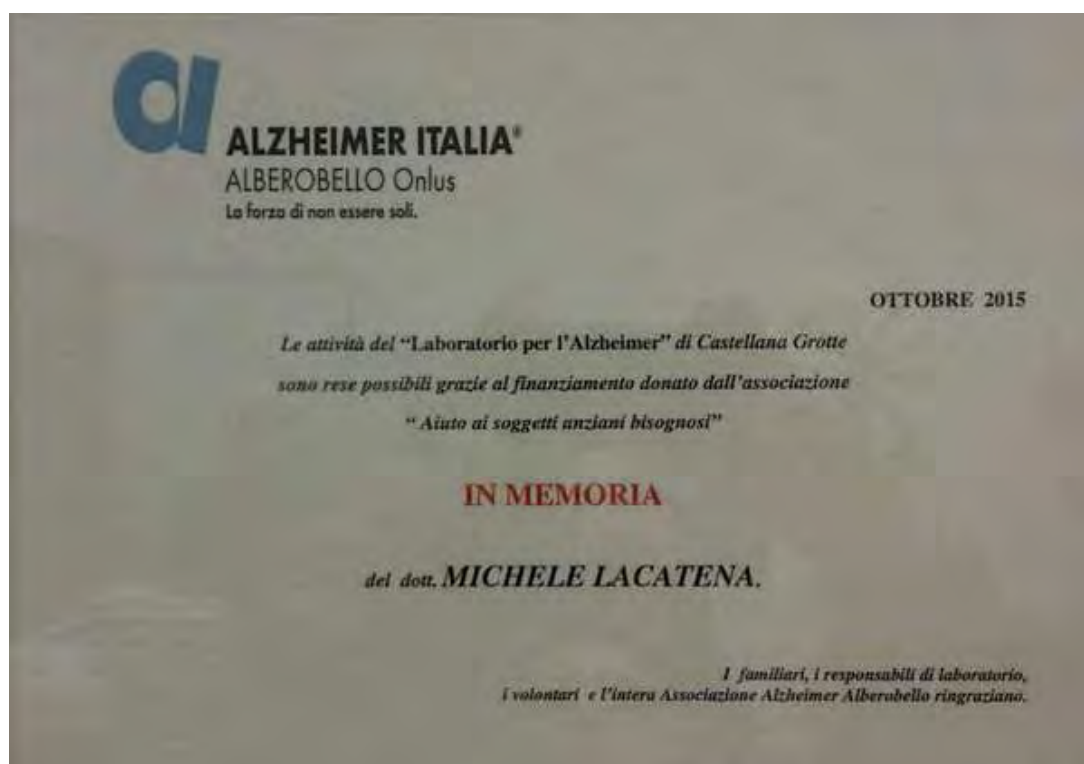 ALZHEIMER ITALIA®
ALBEROBELLO Onlus
La forza di non essere soli.
OTTOBRE 2015
Le attività del “Laboratorio per l’Alzheimer” di Castellana Grotte
sono rese possibili grazie al finanziamento donato dall’associazione
“ Aiuto ai soggetti anziani bisognosi”
IN MEMORIA
del dott. MICHELE LACATENA.
I familiari, i responsabili di laboratorio,
i volontari e l’intera Associazione Alzheimer Alberobello ringraziano.